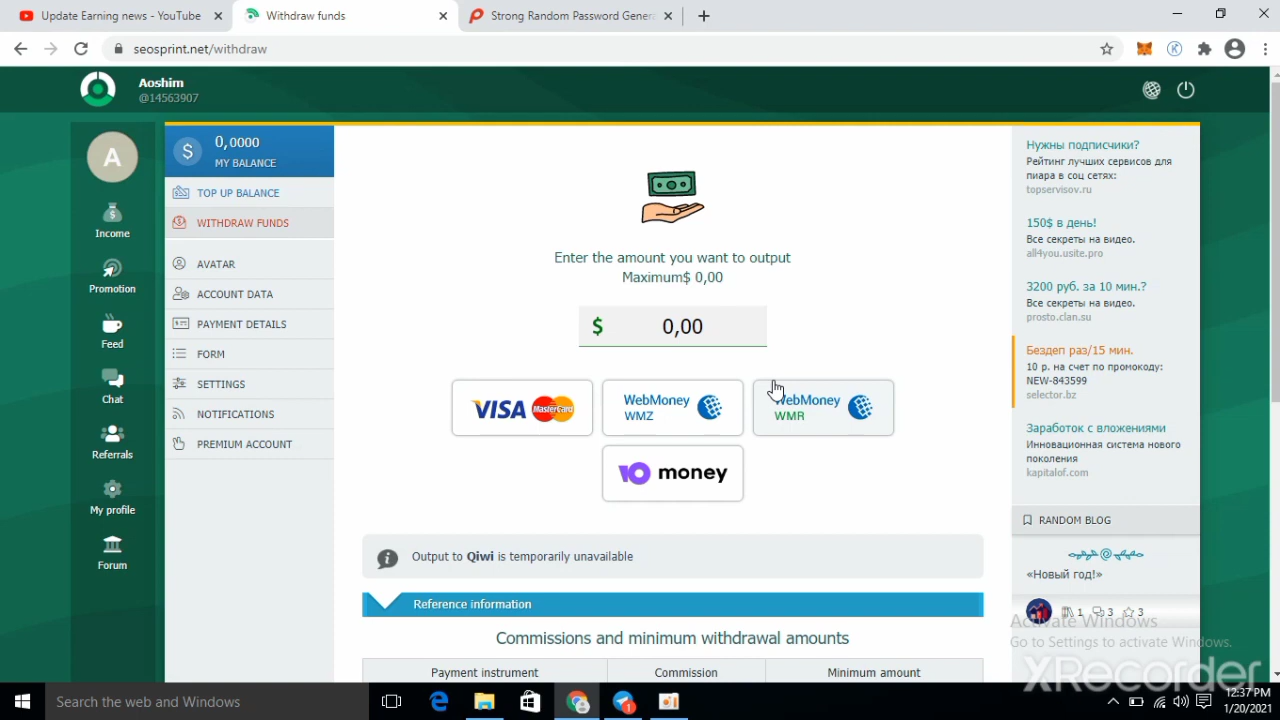 Update Earning news - YouTube
Withdraw funds
Strong Random Password Genera
seosprint.net/withdraw
Aoshim
@14563907
A
Income
Promotion
Feed
Chat
Referrals
My profile
Forum
$
0,0000
MY BALANCE
TOP UP BALANCE
WITHDRAW FUNDS
AVATAR
ACCOUNT DATA
PAYMENT DETAILS
FORM
SETTINGS
NOTIFICATIONS
PREMIUM ACCOUNT
Enter the amount you want to output
Maximum$ 0,00
$ 0,00
VISA MasterCard
WebMoney
WMZ
WebMoney
WMR
Ю money
Output to Qiwi is temporarily unavailable
Reference information
Commissions and minimum withdrawal amounts
Payment instrument Commission Minimum amount
Нужны подписчики?
Рейтинг лучших сервисов для
пиара в соц сетях:
topservisov.ru
150$ в день!
Все секреты на видео.
all4you.usite.pro
3200 руб. за 10 мин.?
Все секреты на видео.
prosto.clan.su
Бездеп раз/15 мин.
10 р. на счет по промокоду:
NEW-843599
selector.bz
Заработок с вложениями
Инновационная система нового
поколения
kapitalof.com
RANDOM BLOG
«Новый год!»
1 3 3
Activate Windows
Go to Settings to activate Windows.
XRecorder
Search the web and Windows
12:37 PM
1/20/2021